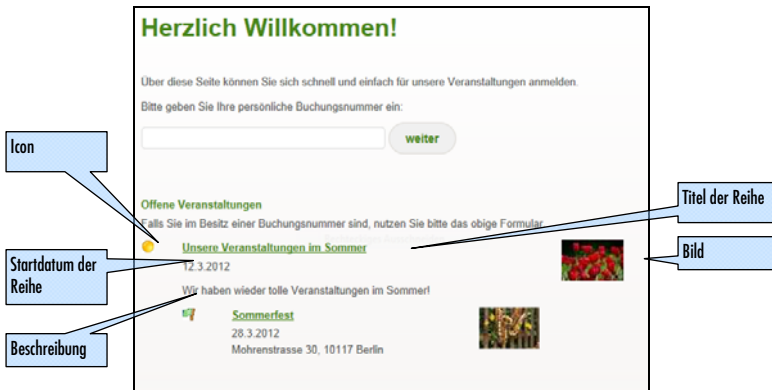 Herzlich Willkommen!
Über diese Seite können Sie sich schnell und einfach für unsere Veranstaltungen anmelden.
Bitte geben Sie Ihre persönliche Buchungsnummer ein:
weiter
Icon
Offene Veranstaltungen
Falls Sie im Besitz einer Buchungsnummer sind, nutzen Sie bitte das obige Formular
Titel der Reihe
Unsere Veranstaltungen im Sommer
Bild
Startdatum der
Reihe
12.3.2012
Wir haben wieder tolle Veranstaltungen im Sommer!
Sommerfest
28.3.2012
Mohrenstrasse 30, 10117 Berlin
Beschreibung